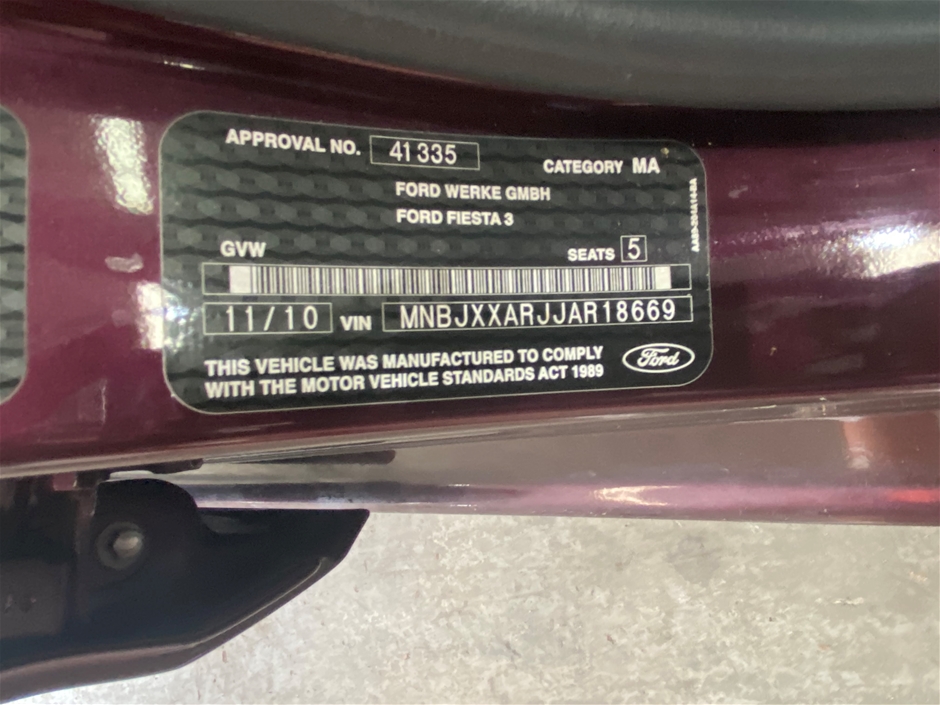 APPROVAL NO. 41335
CATEGORY MA
FORD WERKE GMBH
FORD FIESTA 3
GVW
SEATS 5
11/10 VIN MNBJXXARJJAR18669
THIS VEHICLE WAS MANUFACTURED TO COMPLY
WITH THE MOTOR VEHICLE STANDARDS ACT 1989
Ford